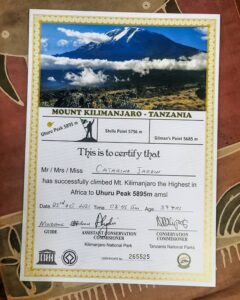 MOUNT KILIMANJARO - TANZANIA
Uhuru Peak 5895 m
Stella Point 5756 m
Gilman's Point 5685 m
This is to certify that
Mr / Mrs / Miss
has successfully climbed Mt. Kilimanjaro the Highest in
Africa to Uhuru Peak 5895m amsl
Date Time Age
GUIDE
ASSISTANT CONSERVATION
COMMISSIONER
Kilimanjaro National Park
CONSERVATION
COMMISSIONER
Tanzania National Parks
Certificate No. 265525